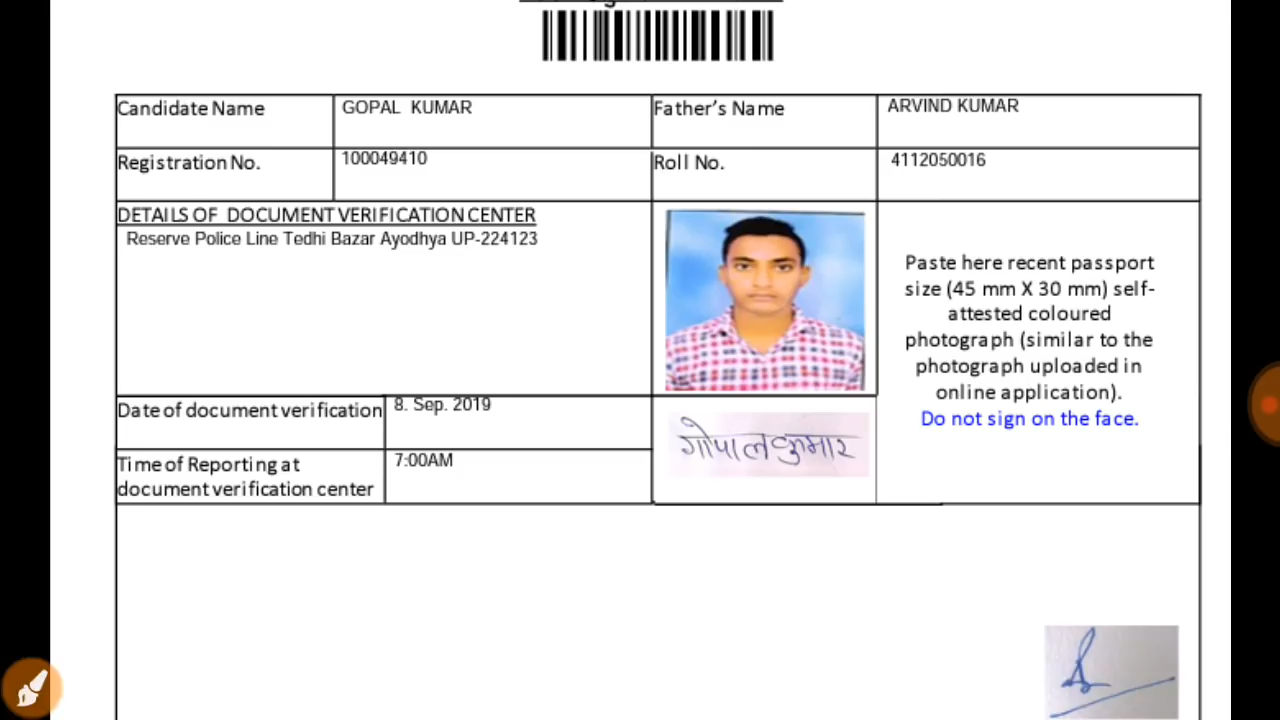 Candidate Name GOPAL KUMAR Father's Name ARVIND KUMAR
Registration No. 100049410 Roll No. 4112050016
DETAILS OF DOCUMENT VERIFICATION CENTER
Reserve Police Line Tedhi Bazar Ayodhya UP-224123
Paste here recent passport
size (45 mm X 30 mm) self-
attested coloured
photograph (similar to the
photograph uploaded in
online application).
Do not sign on the face.
Date of document verification 8. Sep. 2019
गोपाल कुमार
Time of Reporting at 7:00AM
document verification center